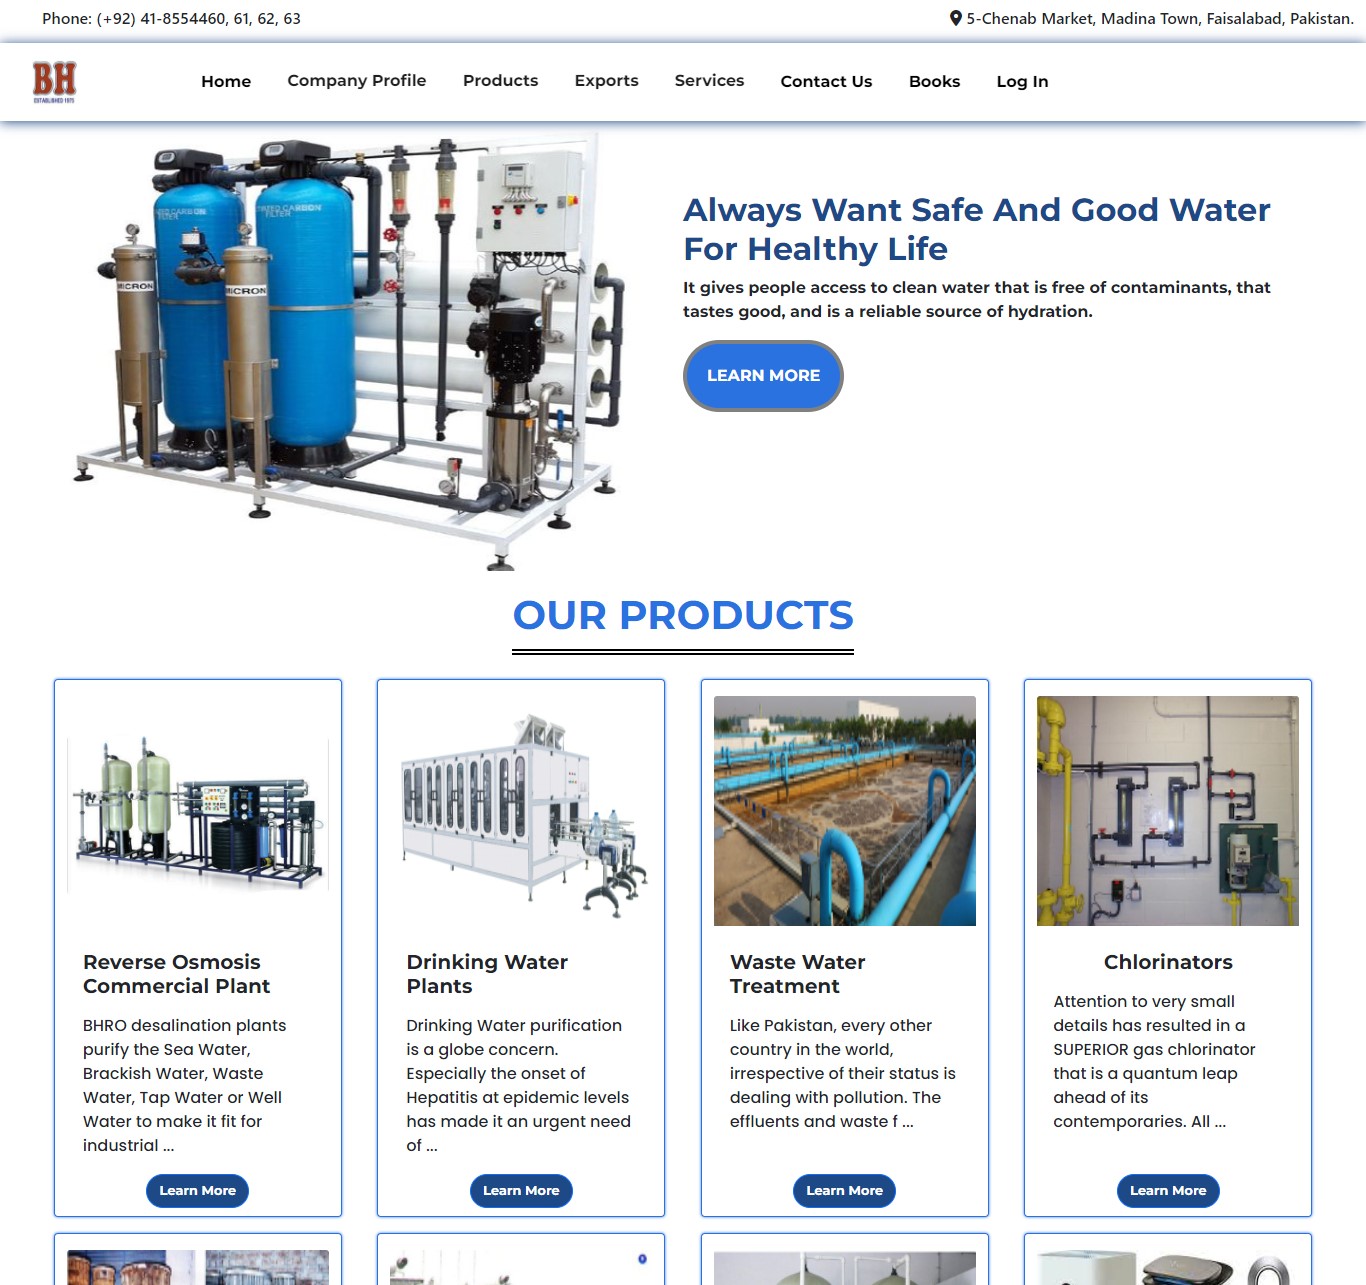 Phone: (+92) 41-8554460, 61, 62, 63
5-Chenab Market, Madina Town, Faisalabad, Pakistan.
BH
ESTABLISHED 1975
Home
Company Profile
Products
Exports
Services
Contact Us
Books
Log In
CARBON
FILTER
CARBON
FILTER
MICRON
MICRON
Always Want Safe And Good Water
For Healthy Life
It gives people access to clean water that is free of contaminants, that
tastes good, and is a reliable source of hydration.
LEARN MORE
OUR PRODUCTS
Reverse Osmosis
Commercial Plant
BHRO desalination plants
purify the Sea Water,
Brackish Water, Waste
Water, Tap Water or Well
Water to make it fit for
industrial ...
Learn More
Drinking Water
Plants
Drinking Water purification
is a globe concern.
Especially the onset of
Hepatitis at epidemic levels
has made it an urgent need
of ...
Learn More
Waste Water
Treatment
Like Pakistan, every other
country in the world,
irrespective of their status is
dealing with pollution. The
effluents and waste f ...
Learn More
Chlorinators
Attention to very small
details has resulted in a
SUPERIOR gas chlorinator
that is a quantum leap
ahead of its
contemporaries. All ...
Learn More